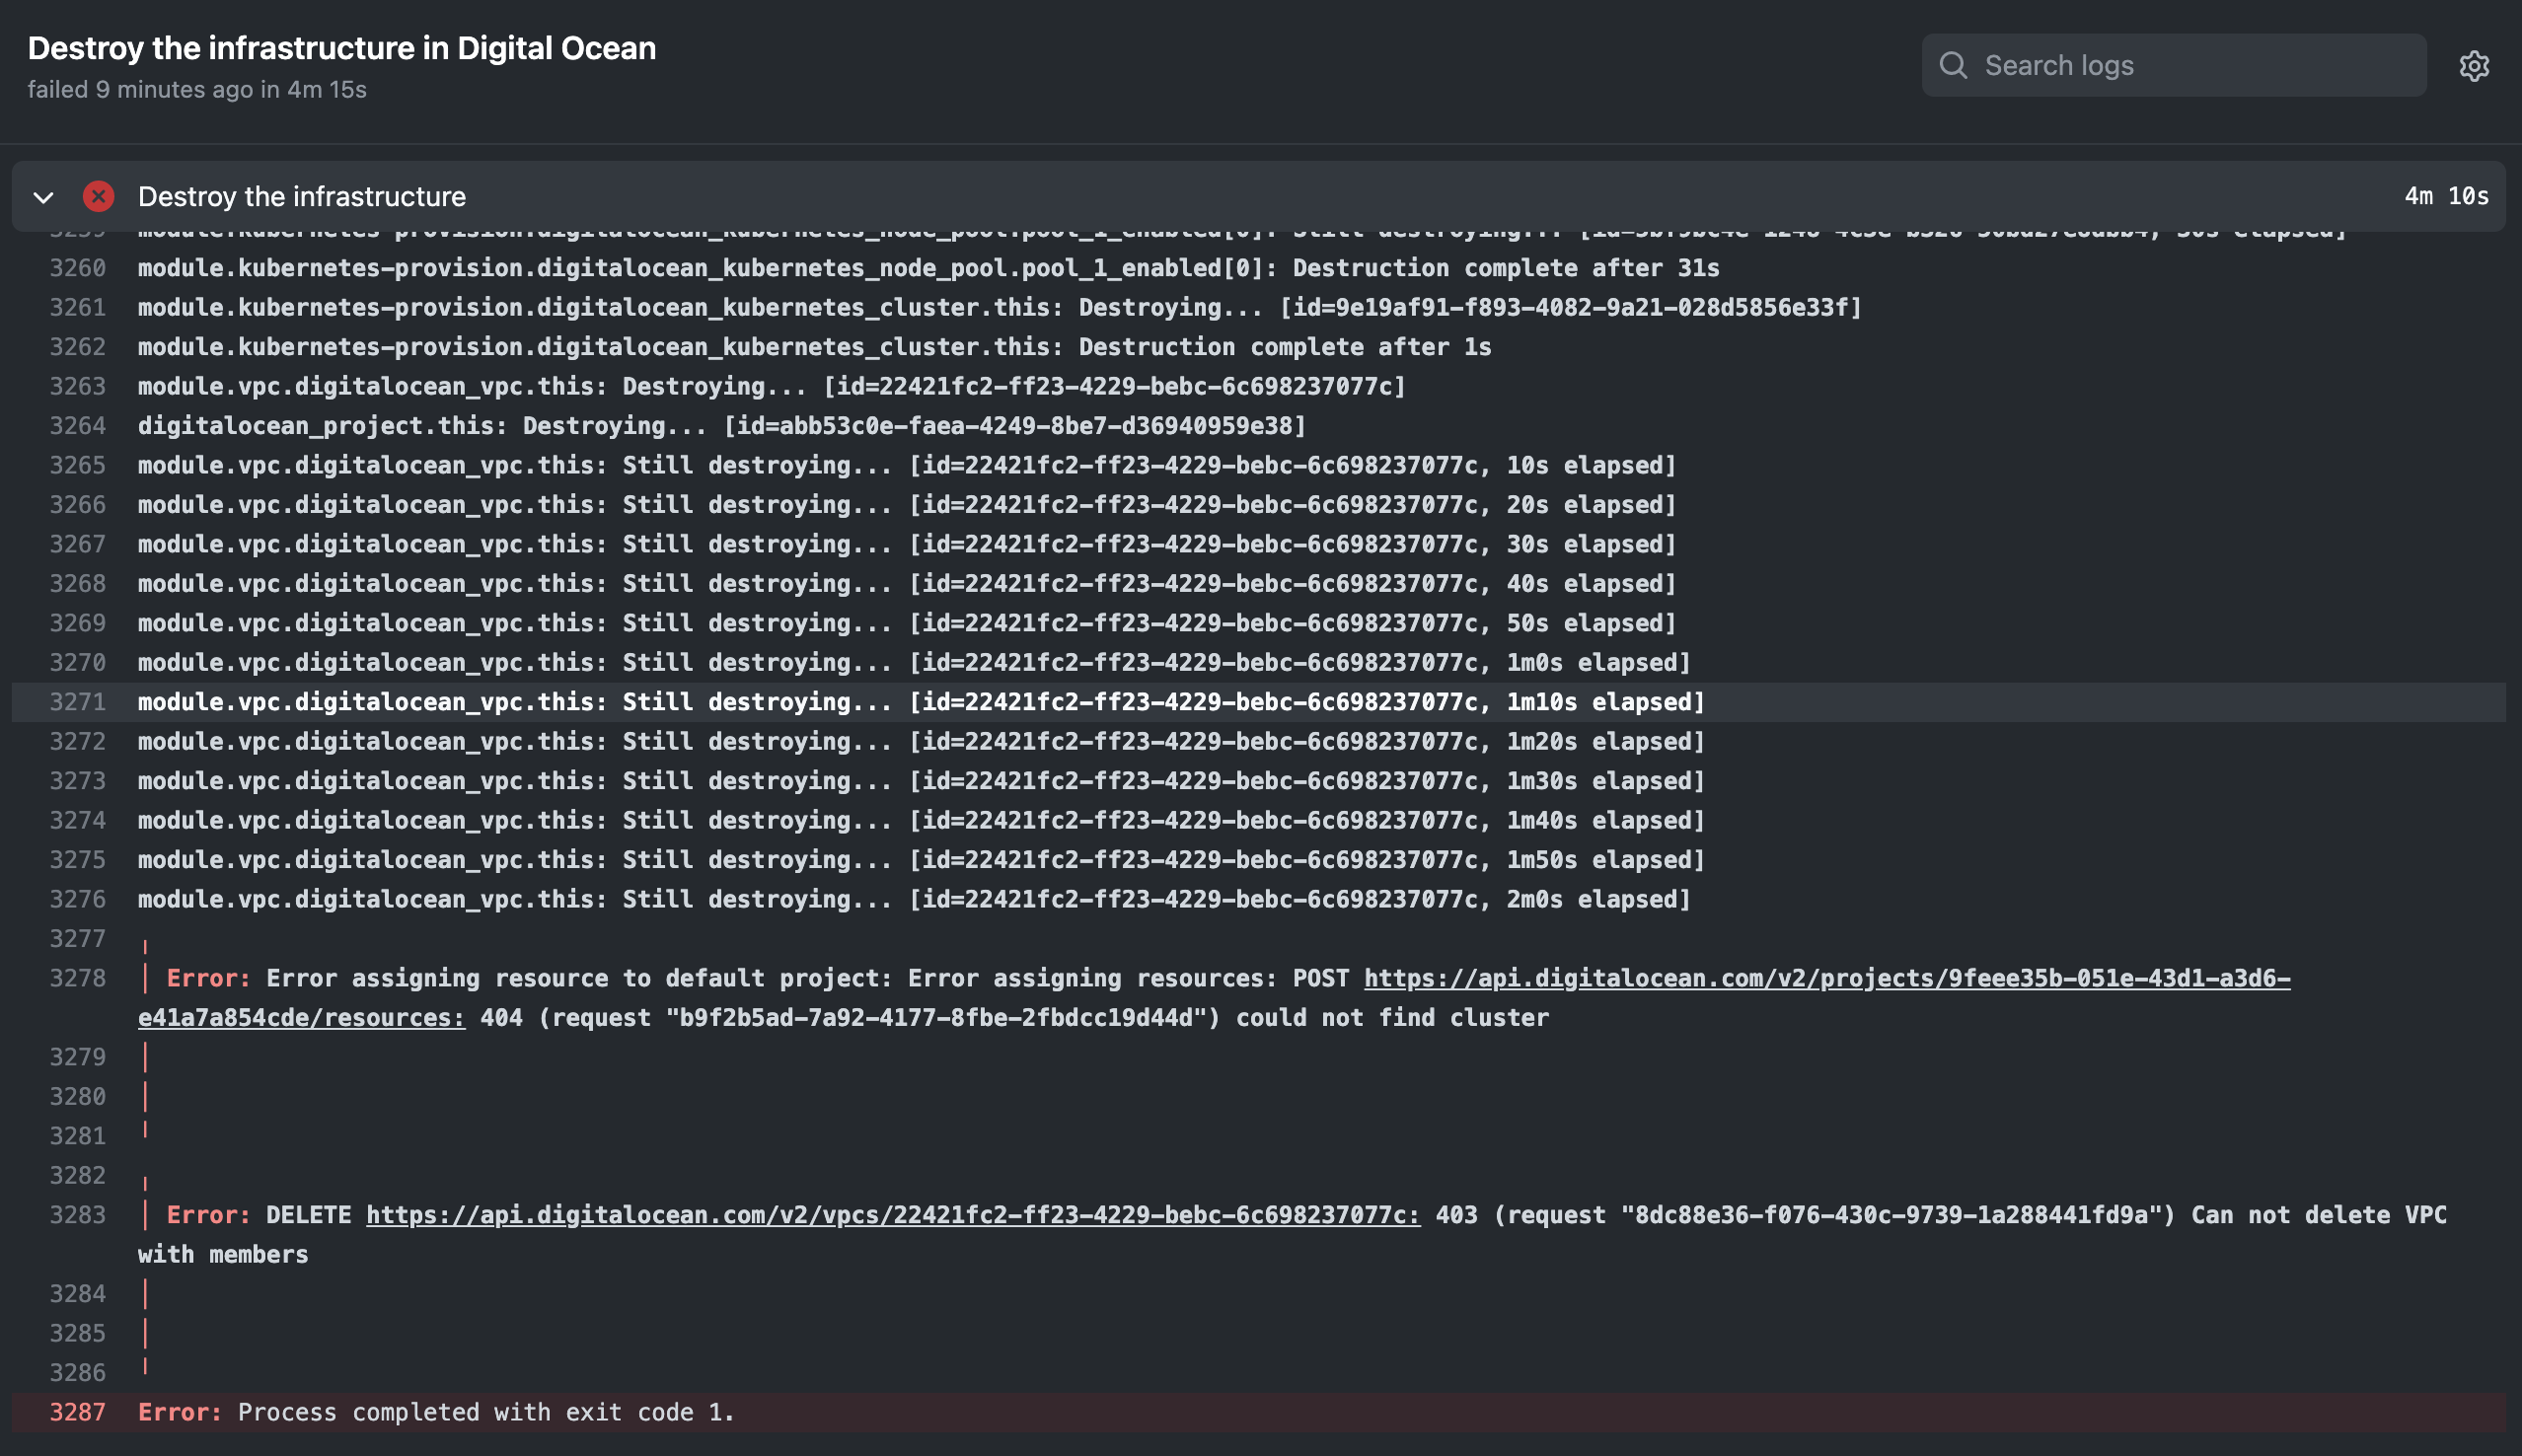 Destroy the infrastructure in Digital Ocean
failed 9 minutes ago in 4m 15s
Search logs
Destroy the infrastructure
4m 10s
3260 module.kubernetes-provision.digitalocean_kubernetes_node_pool.pool_1_enabled[0]: Destruction complete after 31s
3261 module.kubernetes-provision.digitalocean_kubernetes_cluster.this: Destroying... [id=9e19af91-f893-4082-9a21-028d5856e33f]
3262 module.kubernetes-provision.digitalocean_kubernetes_cluster.this: Destruction complete after 1s
3263 module.vpc.digitalocean_vpc.this: Destroying... [id=22421fc2-ff23-4229-bebc-6c698237077c]
3264 digitalocean_project.this: Destroying... [id=abb53c0e-faea-4249-8be7-d36940959e38]
3265 module.vpc.digitalocean_vpc.this: Still destroying... [id=22421fc2-ff23-4229-bebc-6c698237077c, 10s elapsed]
3266 module.vpc.digitalocean_vpc.this: Still destroying... [id=22421fc2-ff23-4229-bebc-6c698237077c, 20s elapsed]
3267 module.vpc.digitalocean_vpc.this: Still destroying... [id=22421fc2-ff23-4229-bebc-6c698237077c, 30s elapsed]
3268 module.vpc.digitalocean_vpc.this: Still destroying... [id=22421fc2-ff23-4229-bebc-6c698237077c, 40s elapsed]
3269 module.vpc.digitalocean_vpc.this: Still destroying... [id=22421fc2-ff23-4229-bebc-6c698237077c, 50s elapsed]
3270 module.vpc.digitalocean_vpc.this: Still destroying... [id=22421fc2-ff23-4229-bebc-6c698237077c, 1m0s elapsed]
3271 module.vpc.digitalocean_vpc.this: Still destroying... [id=22421fc2-ff23-4229-bebc-6c698237077c, 1m10s elapsed]
3272 module.vpc.digitalocean_vpc.this: Still destroying... [id=22421fc2-ff23-4229-bebc-6c698237077c, 1m20s elapsed]
3273 module.vpc.digitalocean_vpc.this: Still destroying... [id=22421fc2-ff23-4229-bebc-6c698237077c, 1m30s elapsed]
3274 module.vpc.digitalocean_vpc.this: Still destroying... [id=22421fc2-ff23-4229-bebc-6c698237077c, 1m40s elapsed]
3275 module.vpc.digitalocean_vpc.this: Still destroying... [id=22421fc2-ff23-4229-bebc-6c698237077c, 1m50s elapsed]
3276 module.vpc.digitalocean_vpc.this: Still destroying... [id=22421fc2-ff23-4229-bebc-6c698237077c, 2m0s elapsed]
3277 ╷
3278 │ Error: Error assigning resource to default project: Error assigning resources: POST https://api.digitalocean.com/v2/projects/9feee35b-051e-43d1-a3d6-
e41a7a854cde/resources: 404 (request "b9f2b5ad-7a92-4177-8fbe-2fbdcc19d44d") could not find cluster
3279 │
3280 │
3281 ╵
3282 ╷
3283 │ Error: DELETE https://api.digitalocean.com/v2/vpcs/22421fc2-ff23-4229-bebc-6c698237077c: 403 (request "8dc88e36-f076-430c-9739-1a288441fd9a") Can not delete VPC
with members
3284 │
3285 │
3286 ╵
3287 Error: Process completed with exit code 1.